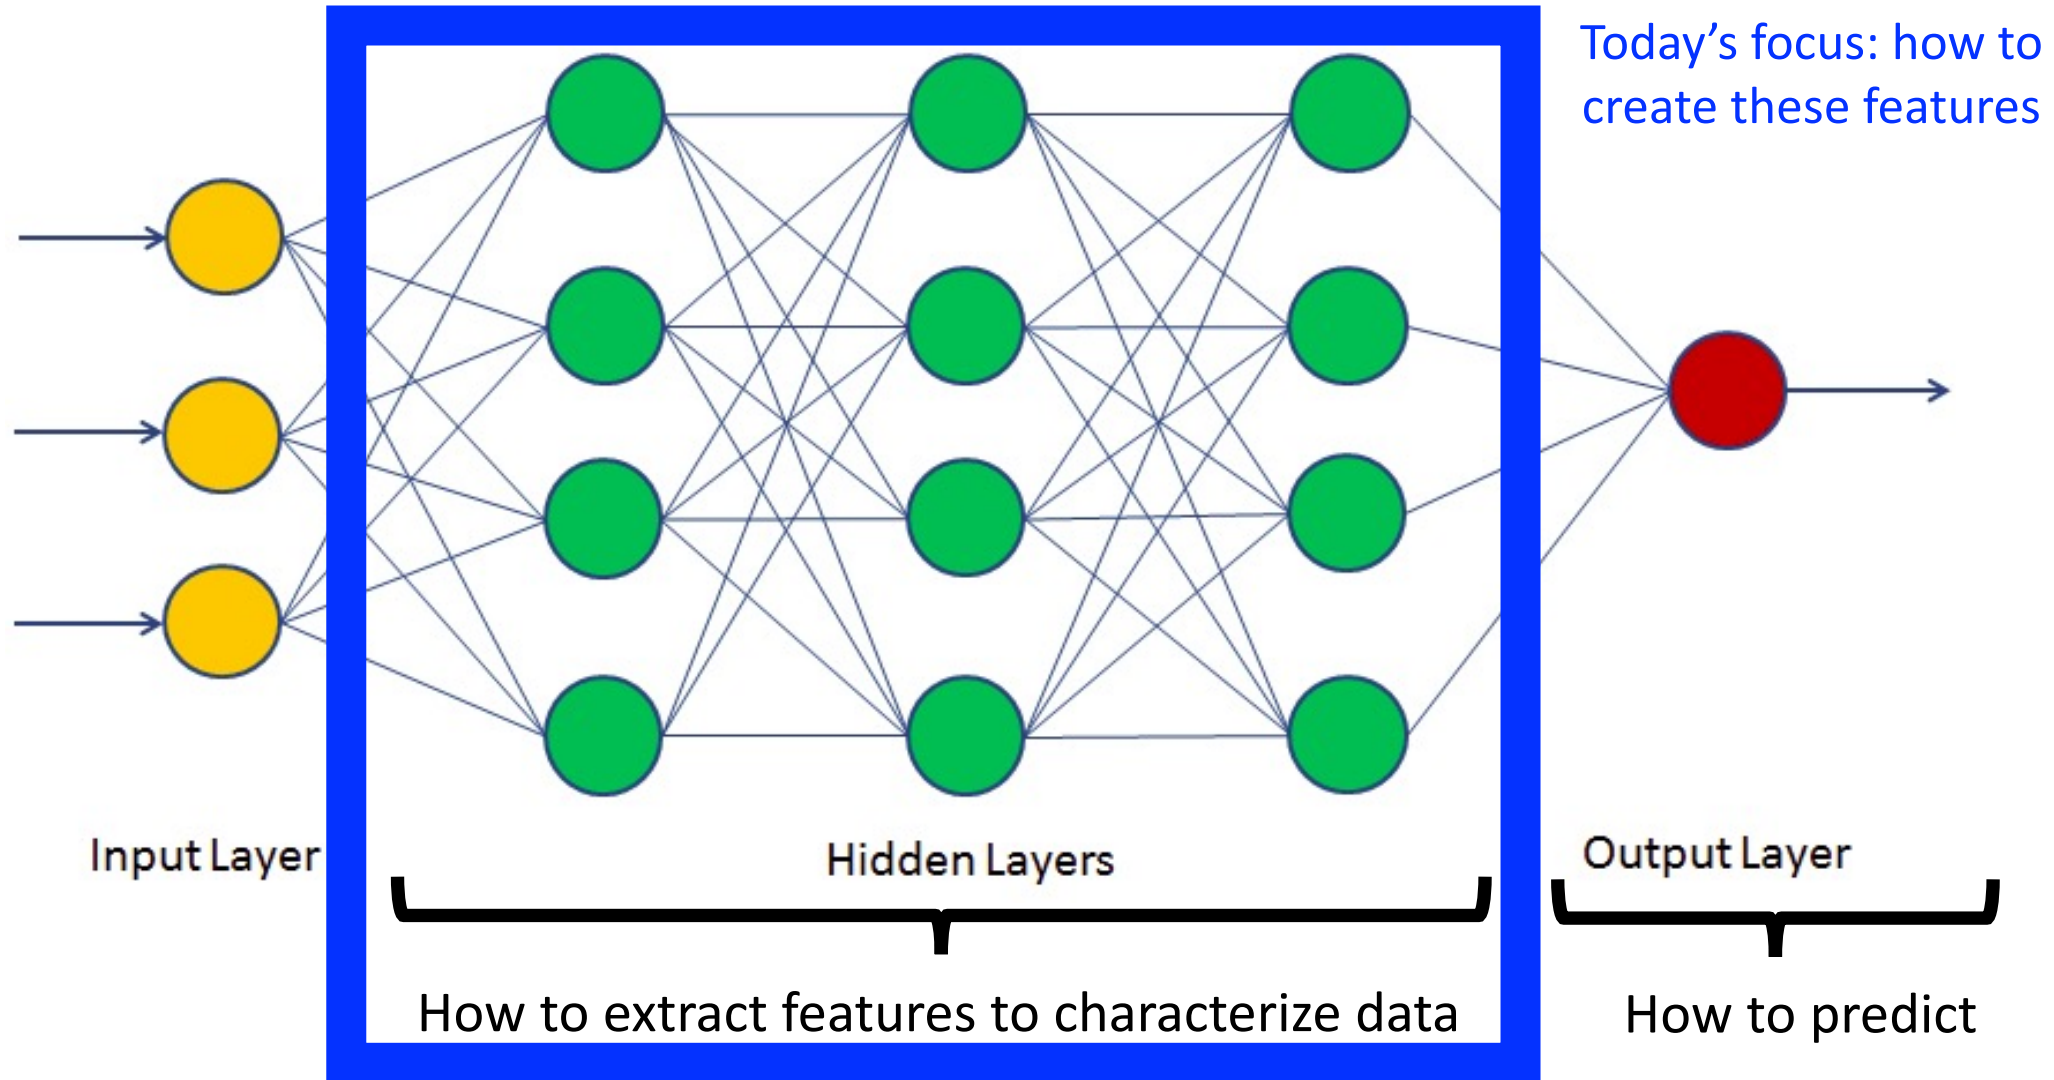 Today’s focus: how to
create these features
Input Layer
Hidden Layers
Output Layer
How to extract features to characterize data
How to predict